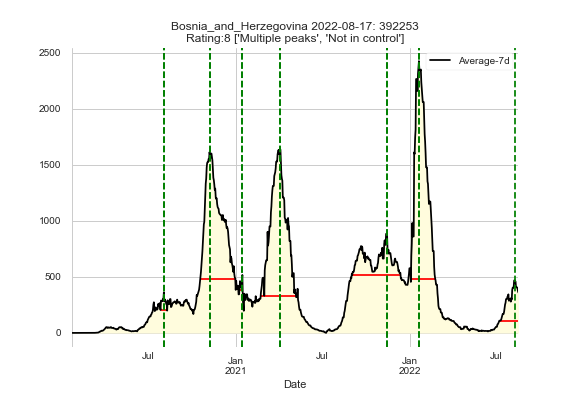 Bosnia_and_Herzegovina 2022-08-17: 392253
Rating:8 ['Multiple peaks', 'Not in control']
Average-7d
2500
2000
1500
1000
500
0
Jul
Jan
2021
Jul
Jan
2022
Jul
Date